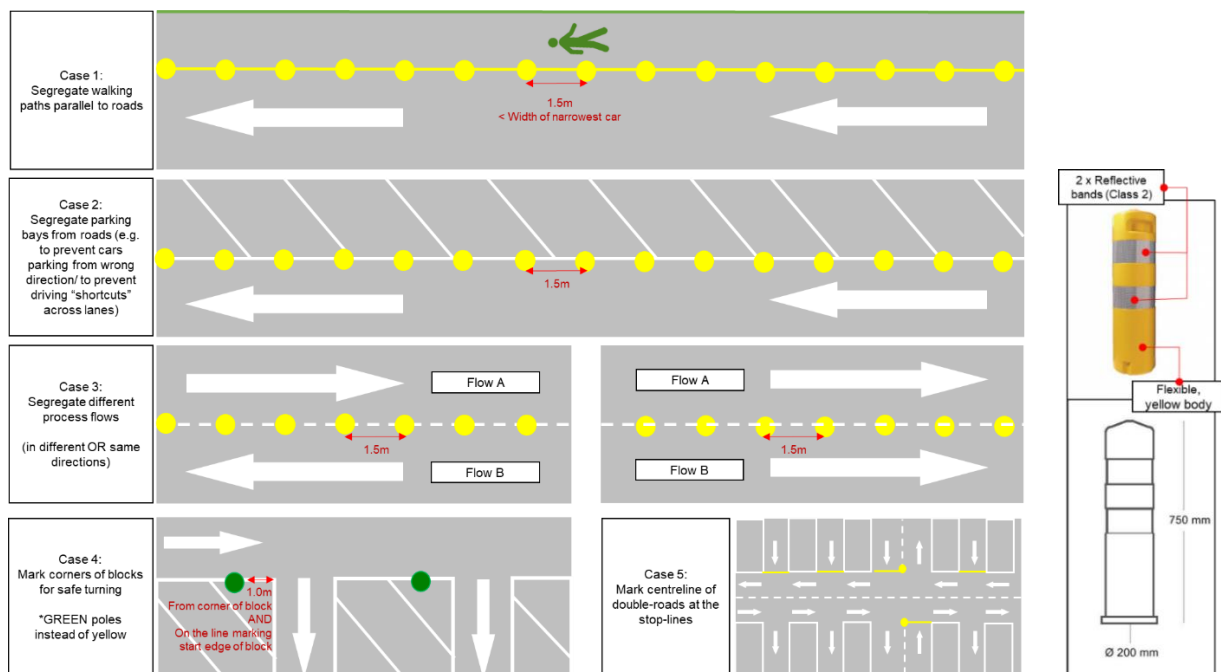 Case 1:
Segregate walking
paths parallel to roads
1.5m
< Width of narrowest car
Case 2:
Segregate parking
bays from roads (e.g.
to prevent cars
parking from wrong
direction/ to prevent
driving “shortcuts”
across lanes)
1.5m
Case 3:
Segregate different
process flows
(in different OR same
directions)
Flow A
1.5m
Flow B
Flow A
1.5m
Flow B
Case 4:
Mark corners of blocks
for safe turning
*GREEN poles
instead of yellow
1.0m
From corner of block
AND
On the line marking
start edge of block
Case 5:
Mark centreline of
double-roads at the
stop-lines
2 x Reflective
bands (Class 2)
Flexible,
yellow body
750 mm
Ø 200 mm